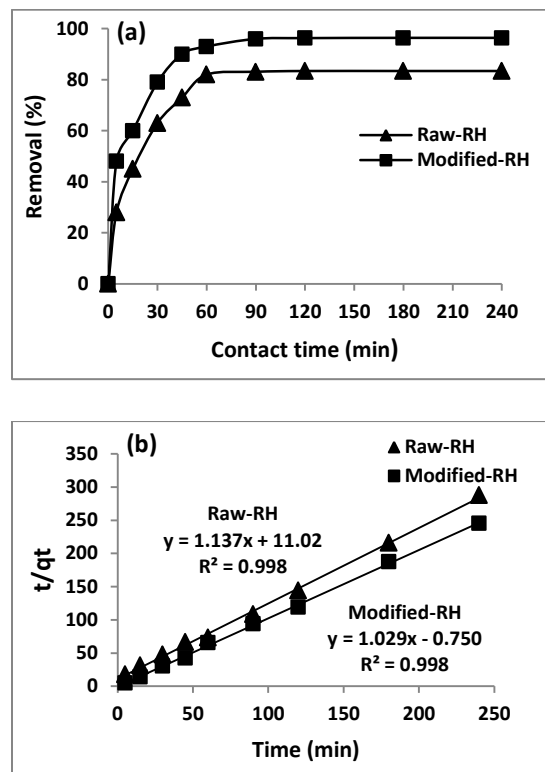 (a)
100
80
60
40
20
0
Removal (%)
Raw-RH
Modified-RH
0 30 60 90 120 150 180 210 240
Contact time (min)
(b)
Raw-RH
Modified-RH
350
300
250
200
150
100
50
0
t/qt
Raw-RH
y = 1.137x + 11.02
R² = 0.998
Modified-RH
y = 1.029x - 0.750
R² = 0.998
0 50 100 150 200 250
Time (min)